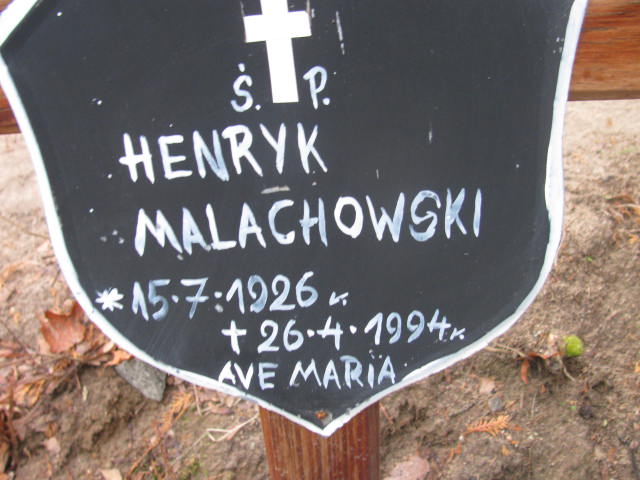 Ś. P.
HENRYK
MALACHOWSKI
* 15.7.1926 r.
+ 26.4.1994 r.
AVE MARIA